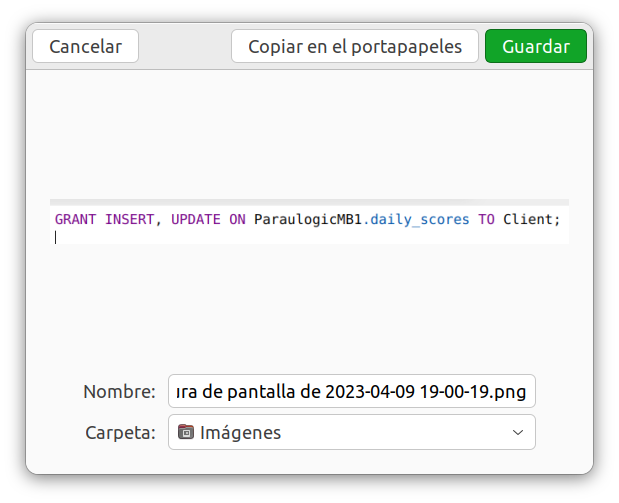 Cancelar
Copiar en el portapapeles
Guardar
GRANT INSERT, UPDATE ON ParaulogicMB1.daily_scores TO Client;
Nombre:
ra de pantalla de 2023-04-09 19-00-19.png
Carpeta:
Imágenes